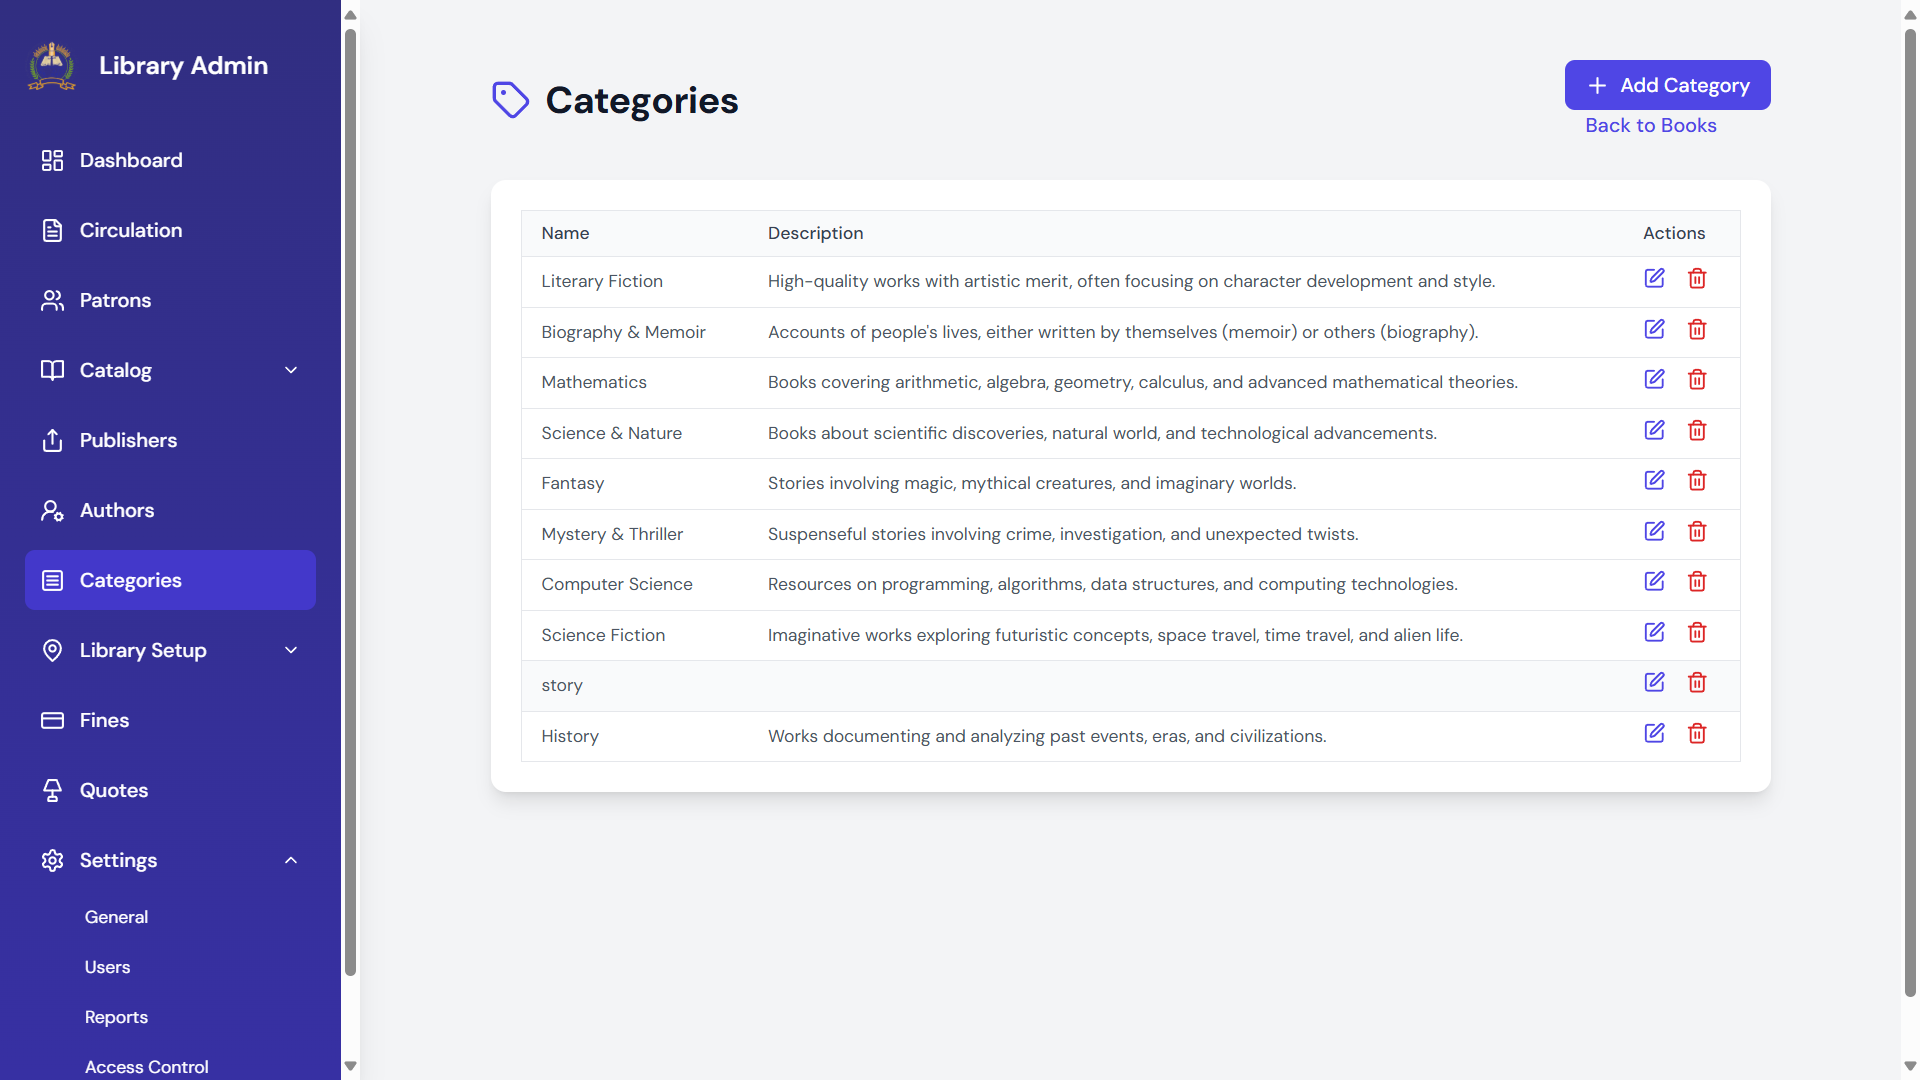 Library Admin
Dashboard
Circulation
Patrons
Catalog
Publishers
Authors
Categories
Library Setup
Fines
Quotes
Settings
General
Users
Reports
Access Control
Categories
Add Category
Back to Books
Name Description Actions
Literary Fiction High-quality works with artistic merit, often focusing on character development and style.
Biography & Memoir Accounts of people's lives, either written by themselves (memoir) or others (biography).
Mathematics Books covering arithmetic, algebra, geometry, calculus, and advanced mathematical theories.
Science & Nature Books about scientific discoveries, natural world, and technological advancements.
Fantasy Stories involving magic, mythical creatures, and imaginary worlds.
Mystery & Thriller Suspenseful stories involving crime, investigation, and unexpected twists.
Computer Science Resources on programming, algorithms, data structures, and computing technologies.
Science Fiction Imaginative works exploring futuristic concepts, space travel, time travel, and alien life.
story
History Works documenting and analyzing past events, eras, and civilizations.